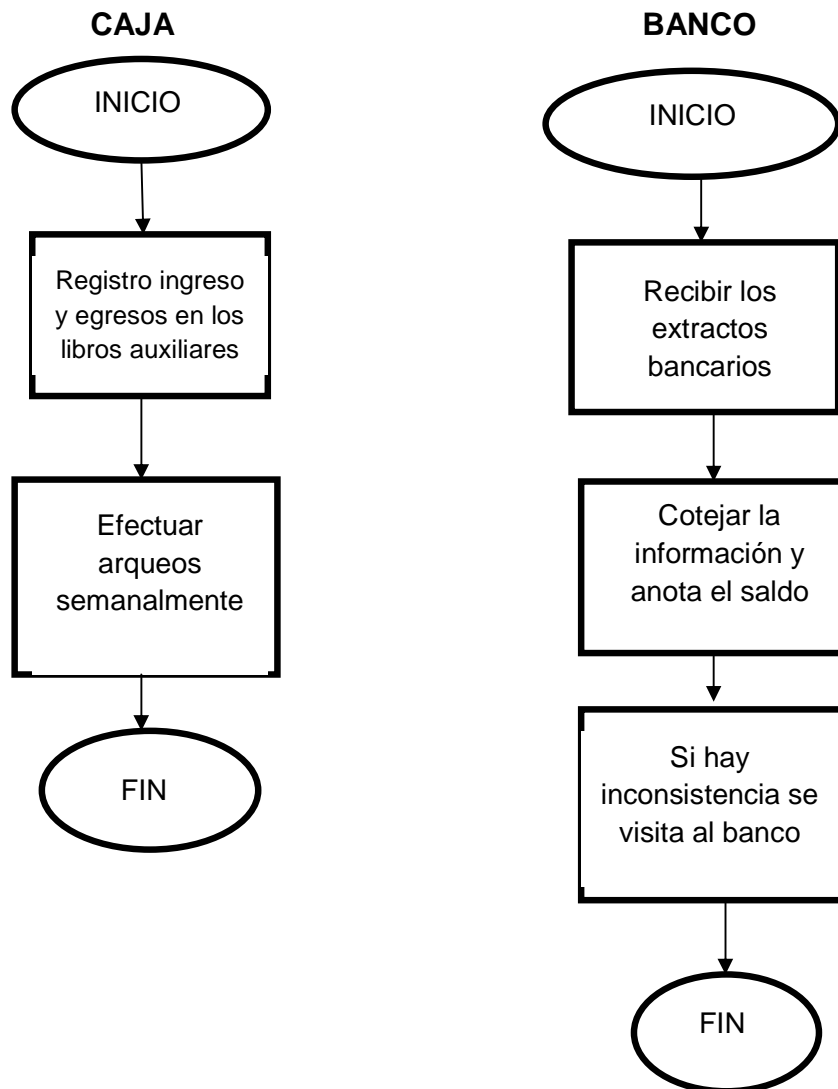 CAJA
INICIO
Registro ingreso
y egresos en los
libros auxiliares
Efectuar
arqueos
semanalmente
FIN
BANCO
INICIO
Recibir los
extractos
bancarios
Cotejar la
información y
anota el saldo
Si hay
inconsistencia se
visita al banco
FIN